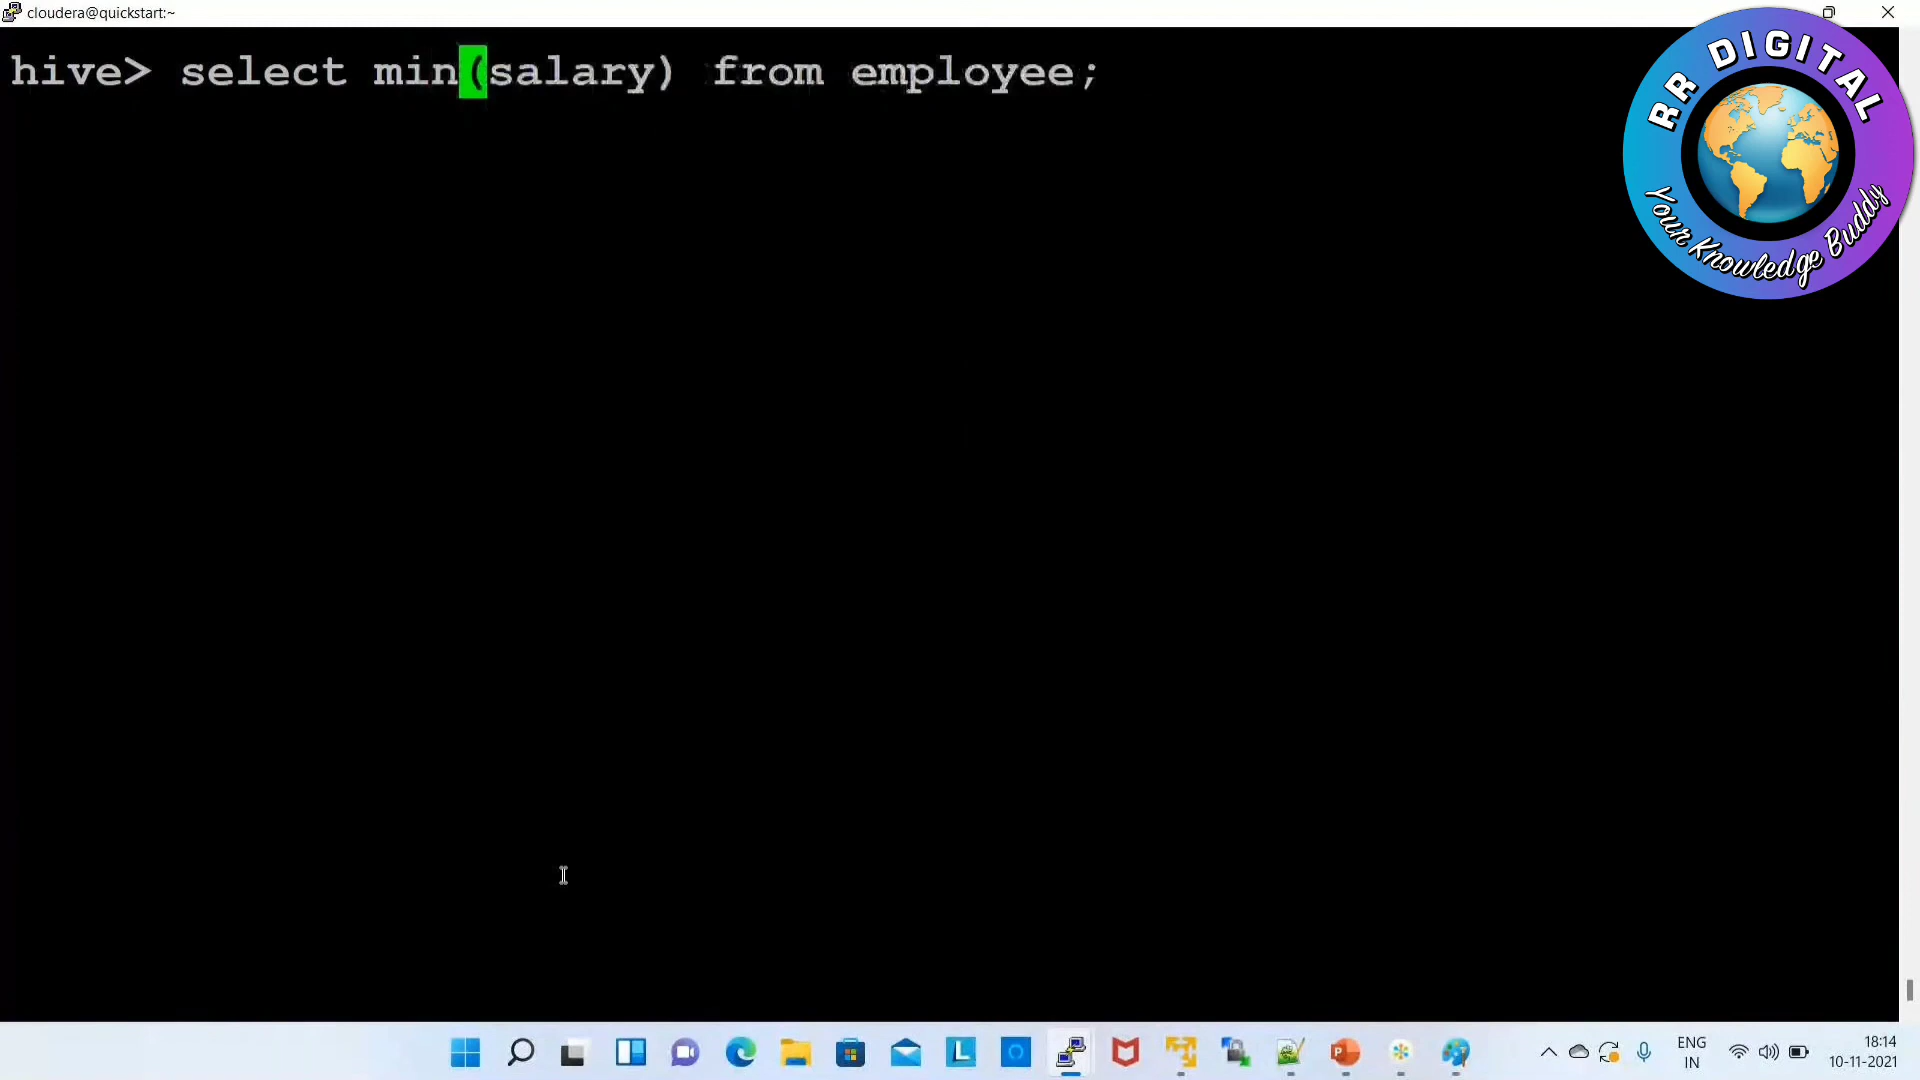 cloudera@quickstart:~
hive> select min(salary) from employee;
RR DIGITAL
Your Knowledge Buddy
ENG
IN
18:14
10-11-2021